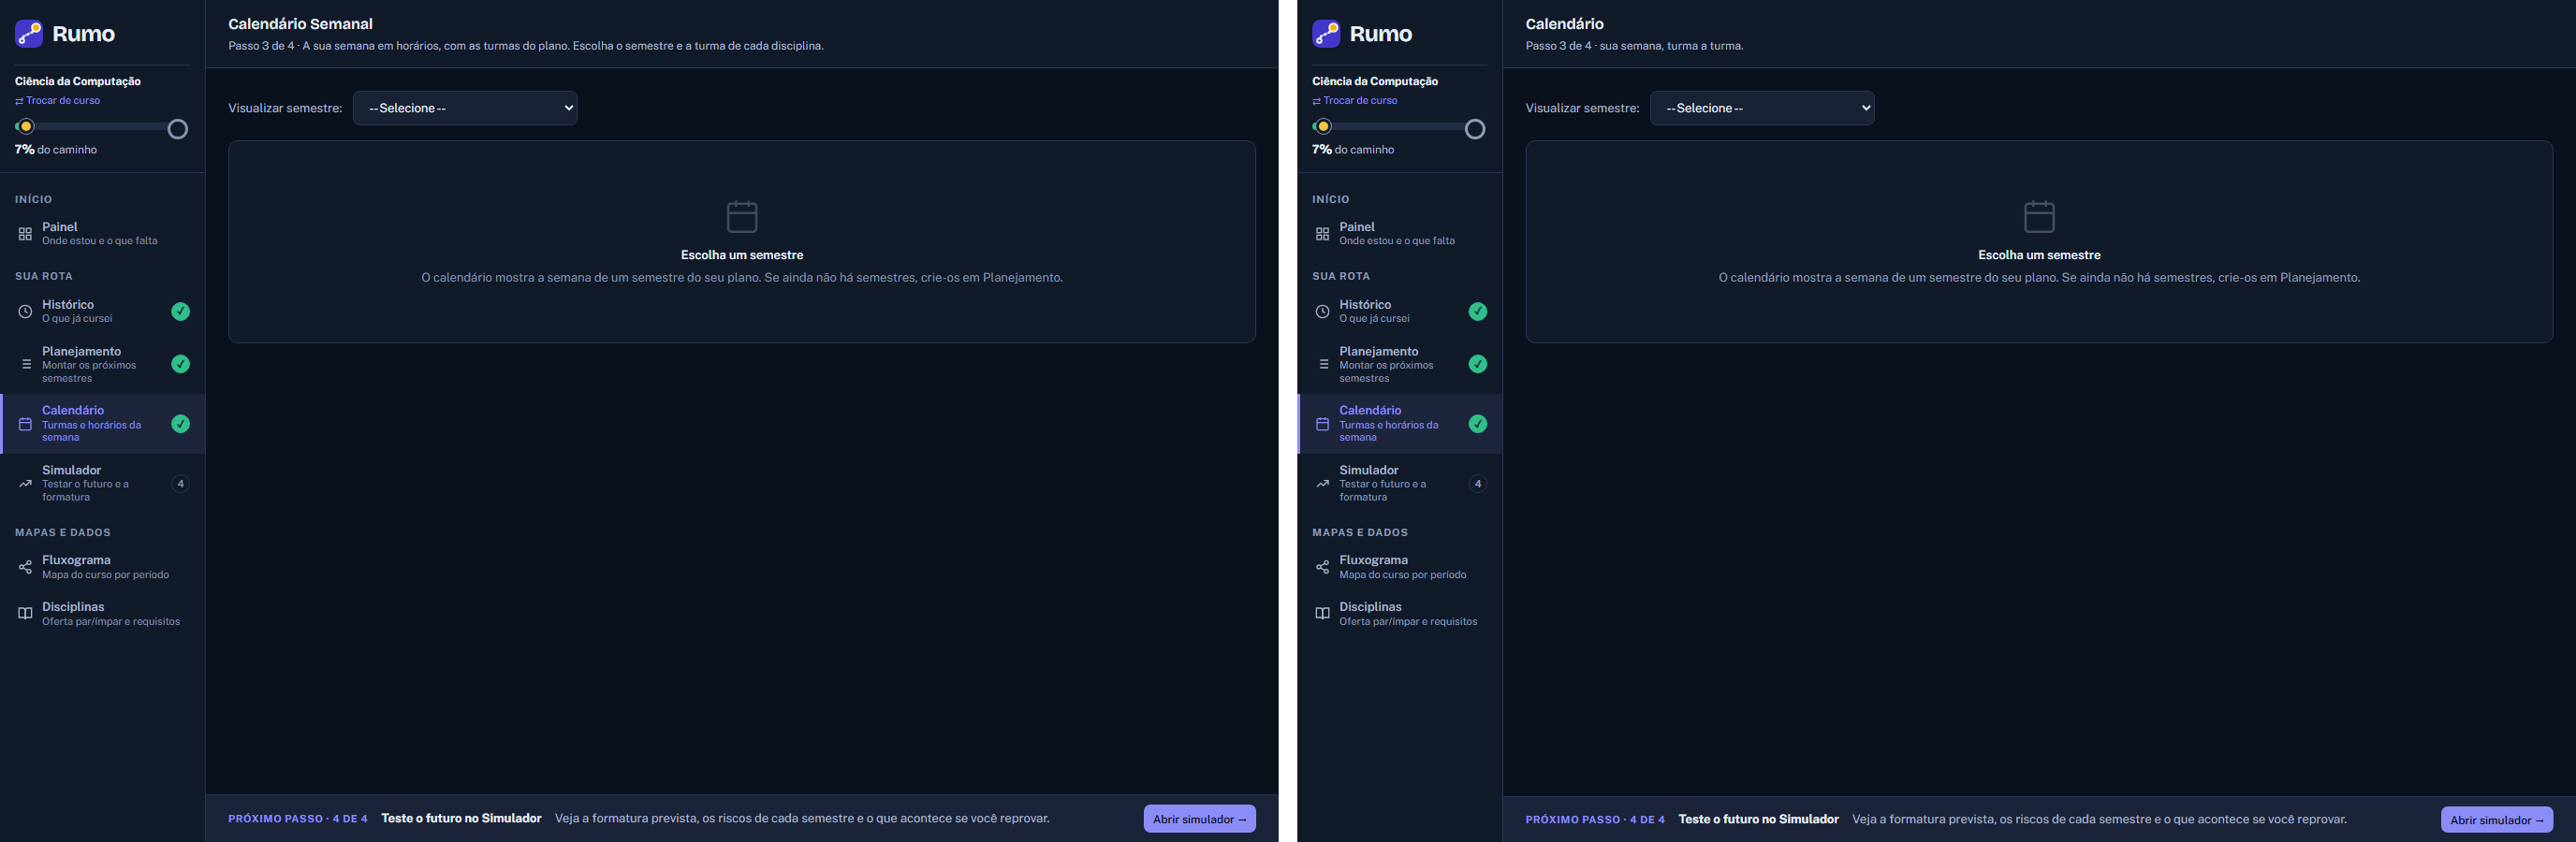 Rumo
Ciência da Computação
⇄ Trocar de curso
7% do caminho
INÍCIO
Painel
Onde estou e o que falta
SUA ROTA
Histórico
O que já cursei
Planejamento
Montar os próximos
semestres
Calendário
Turmas e horários da
semana
Simulador
Testar o futuro e a
formatura
4
MAPAS E DADOS
Fluxograma
Mapa do curso por período
Disciplinas
Oferta par/ímpar e requisitos
Calendário Semanal
Passo 3 de 4 · A sua semana em horários, com as turmas do plano. Escolha o semestre e a turma de cada disciplina.
Visualizar semestre: --Selecione--
Escolha um semestre
O calendário mostra a semana de um semestre do seu plano. Se ainda não há semestres, crie-os em Planejamento.
PRÓXIMO PASSO · 4 DE 4 Teste o futuro no Simulador Veja a formatura prevista, os riscos de cada semestre e o que acontece se você reprovar. Abrir simulador →
Rumo
Ciência da Computação
⇄ Trocar de curso
7% do caminho
INÍCIO
Painel
Onde estou e o que falta
SUA ROTA
Histórico
O que já cursei
Planejamento
Montar os próximos
semestres
Calendário
Turmas e horários da
semana
Simulador
Testar o futuro e a
formatura
4
MAPAS E DADOS
Fluxograma
Mapa do curso por período
Disciplinas
Oferta par/ímpar e requisitos
Calendário
Passo 3 de 4 · sua semana, turma a turma.
Visualizar semestre: --Selecione--
Escolha um semestre
O calendário mostra a semana de um semestre do seu plano. Se ainda não há semestres, crie-os em Planejamento.
PRÓXIMO PASSO · 4 DE 4 Teste o futuro no Simulador Veja a formatura prevista, os riscos de cada semestre e o que acontece se você reprovar. Abrir simulador →